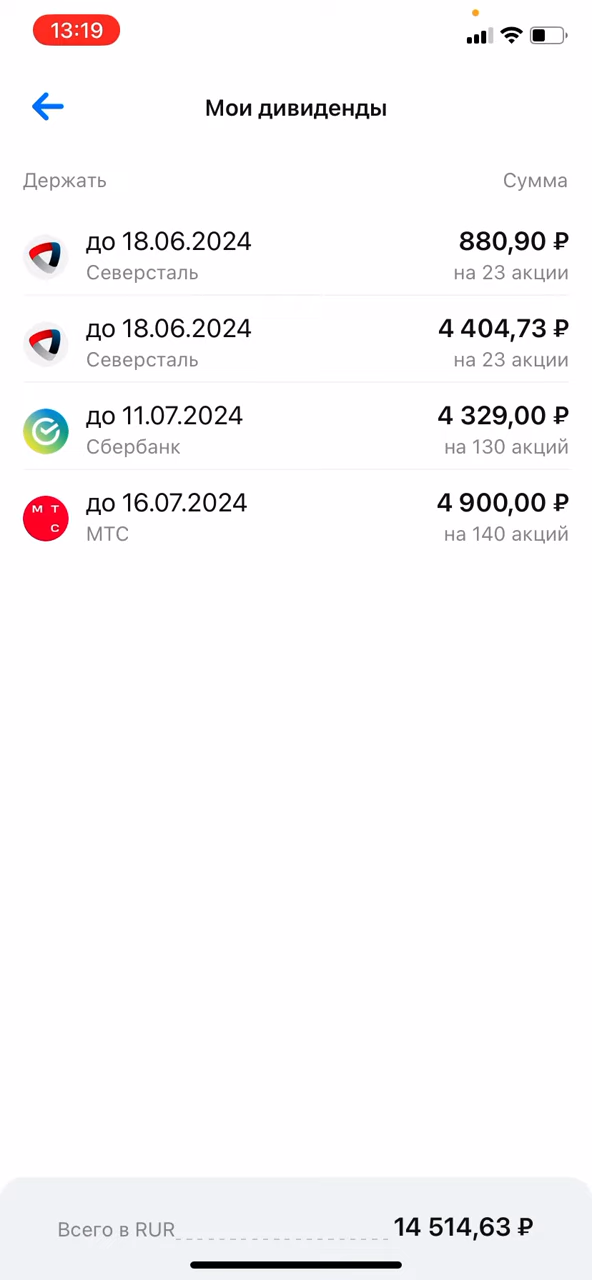 13:19
Мои дивиденды
Держать Сумма
до 18.06.2024 880,90 ₽
Северсталь на 23 акции
до 18.06.2024 4 404,73 ₽
Северсталь на 23 акции
до 11.07.2024 4 329,00 ₽
Сбербанк на 130 акций
М Т С
до 16.07.2024 4 900,00 ₽
МТС на 140 акций
Всего в RUR 14 514,63 ₽